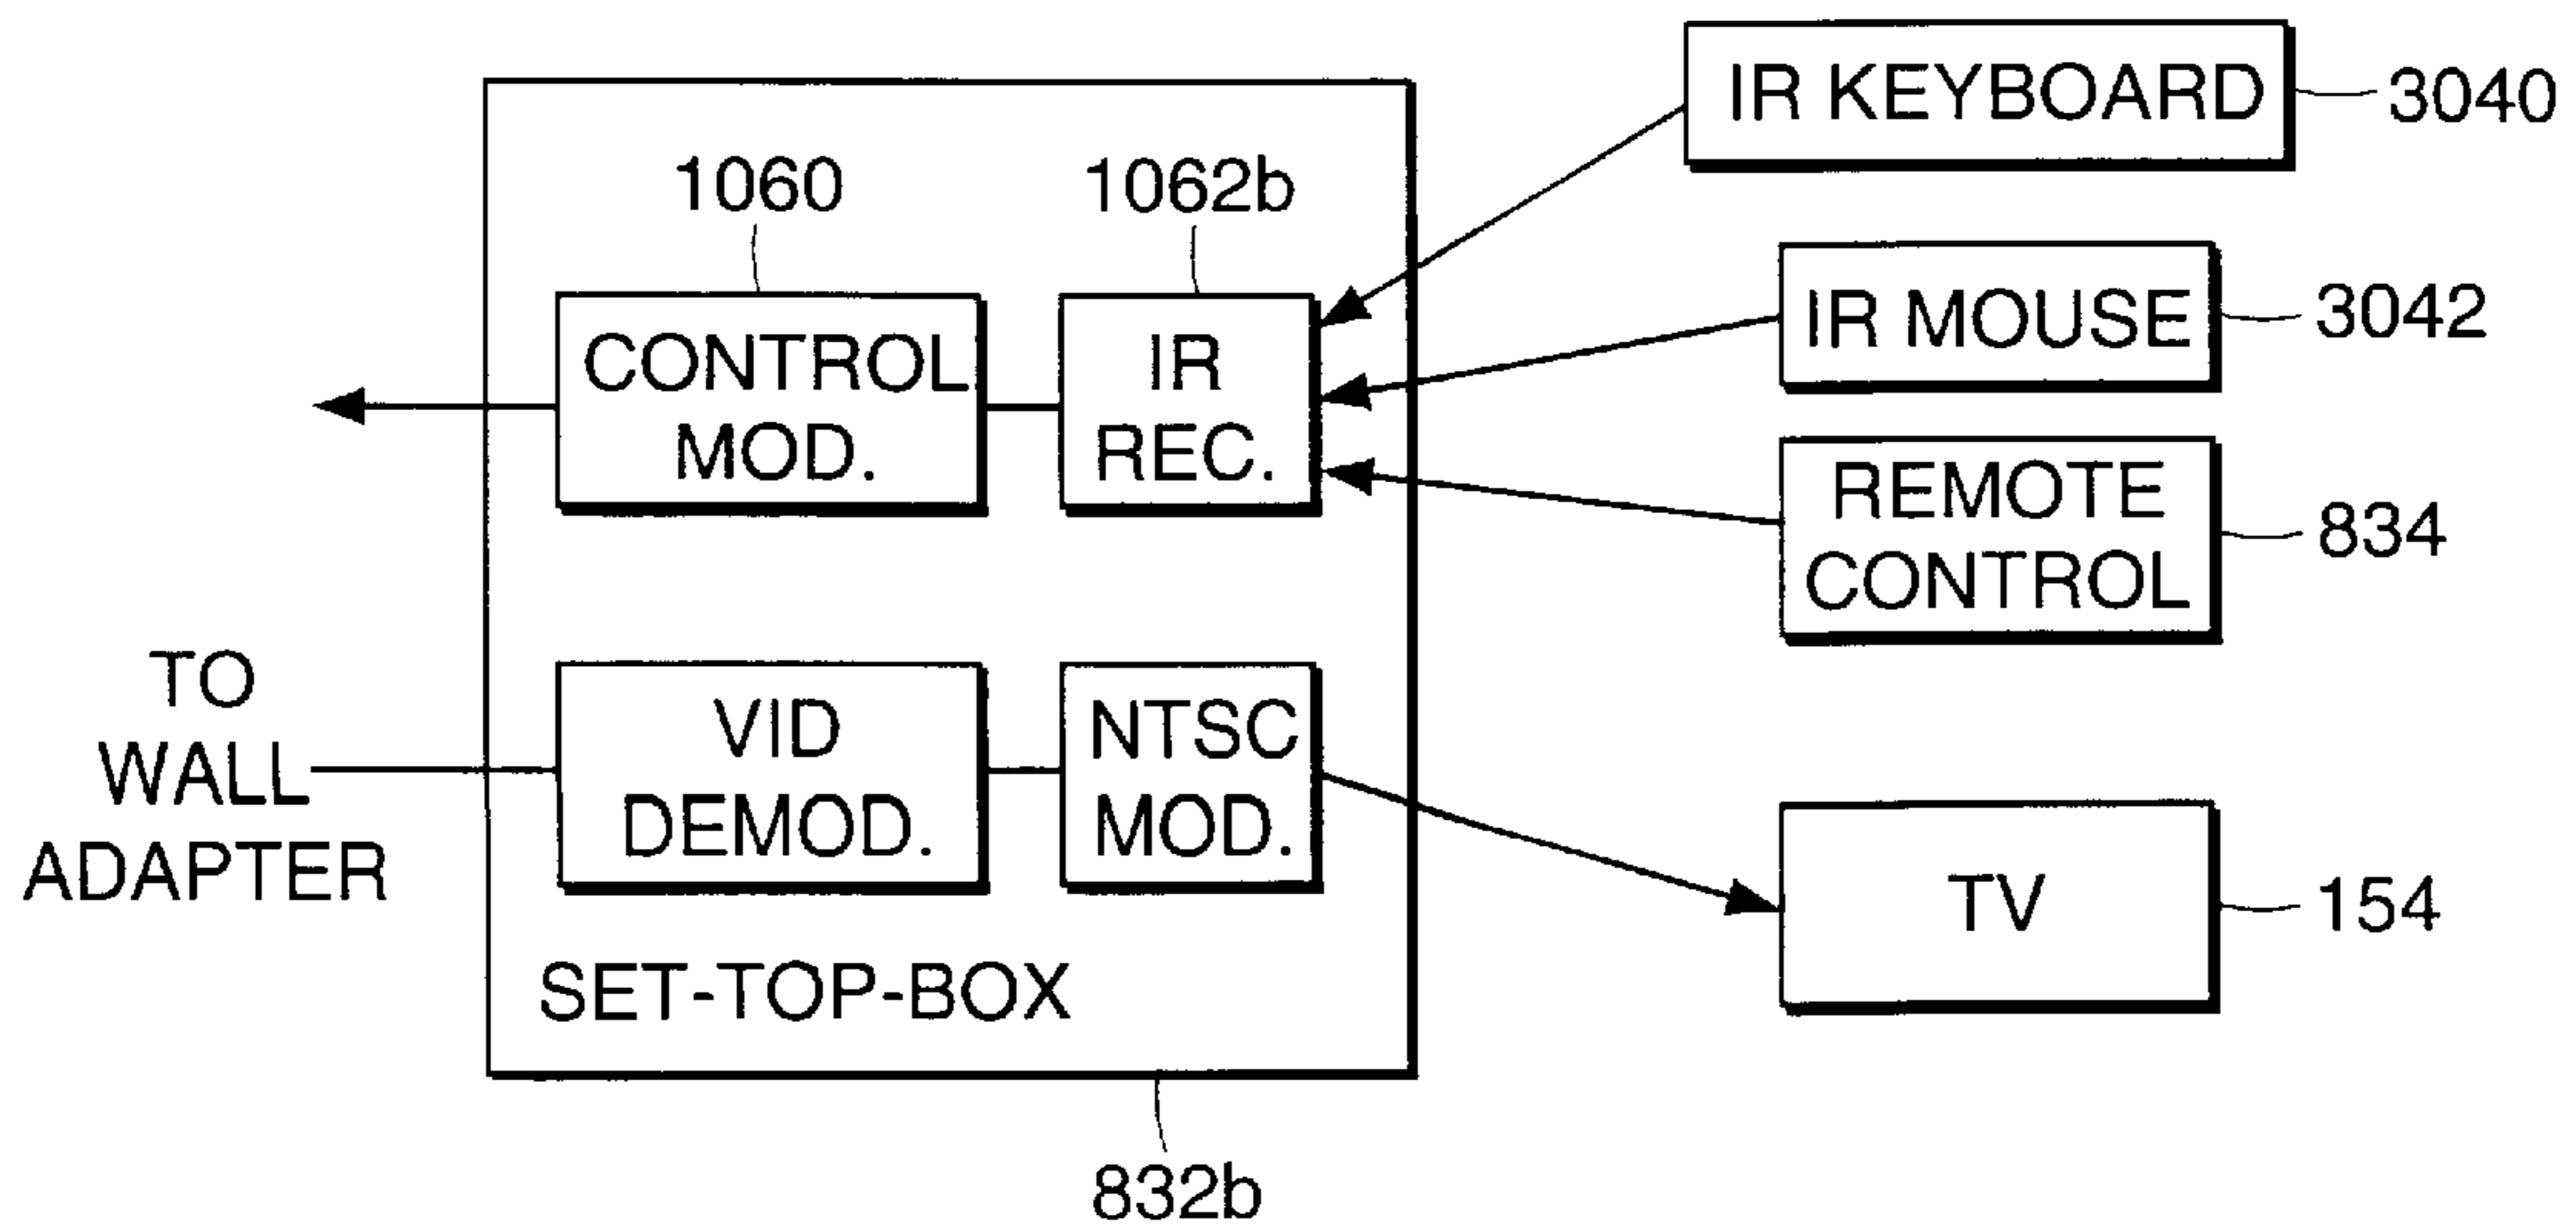 IR KEYBOARD
3040
1060
1062b
IR MOUSE
3042
CONTROL
MOD.
IR
REC.
REMOTE
CONTROL
834
TO
WALL
ADAPTER
VID
DEMOD.
NTSC
MOD.
TV
154
SET-TOP-BOX
832b